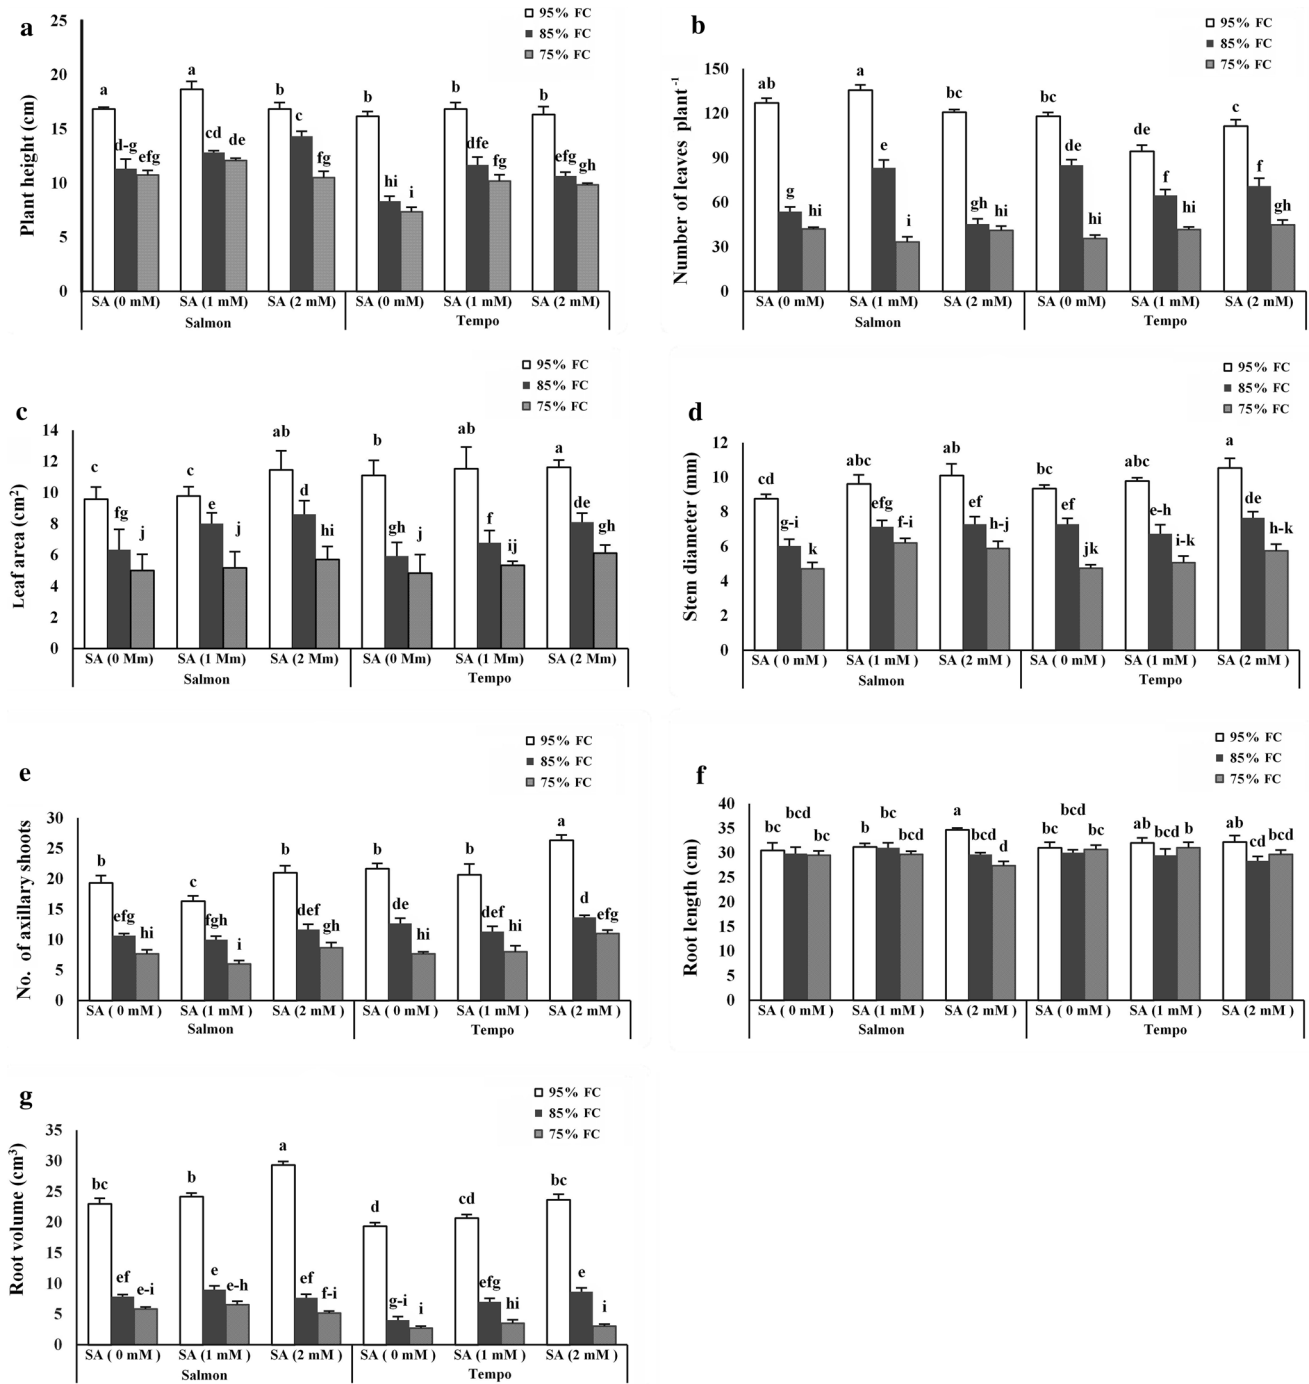 a
95% FC
85% FC
75% FC
Plant height (cm)
25
20
15
10
5
0
a d-g efg a cd de b c fg b hi i b dfe fg b efg gh
SA (0 mM) SA (1 mM) SA (2 mM) SA (0 mM) SA (1 mM) SA (2 mM)
Salmon Tempo
b
95% FC
85% FC
75% FC
Number of leaves plant-1
150
120
90
60
30
0
ab g hi a e i bc gh hi bc de hi de f hi c f gh
SA (0 mM) SA (1 mM) SA (2 mM) SA (0 mM) SA (1 mM) SA (2 mM)
Salmon Tempo
c
95% FC
85% FC
75% FC
Leaf area (cm2)
14
12
10
8
6
4
2
0
c fg j c e j ab d hi b gh j ab f ij a de gh
SA (0 Mm) SA (1 Mm) SA (2 Mm) SA (0 Mm) SA (1 Mm) SA (2 Mm)
Salmon Tempo
d
95% FC
85% FC
75% FC
Stem diameter (mm)
12
10
8
6
4
2
0
cd g-i k abc efg f-i ab ef h-j bc ef jk abc e-h i-k a de h-k
SA ( 0 mM ) SA (1 mM ) SA (2 mM ) SA ( 0 mM ) SA (1 mM ) SA (2 mM )
Salmon Tempo
e
95% FC
85% FC
75% FC
No. of axillary shoots
30
25
20
15
10
5
0
b efg hi c fgh i b def gh b de hi b def hi a d efg
SA ( 0 mM ) SA (1 mM ) SA (2 mM ) SA ( 0 mM ) SA (1 mM ) SA (2 mM )
Salmon Tempo
f
95% FC
85% FC
75% FC
Root length (cm)
40
35
30
25
20
15
10
5
0
bc bcd bc b bc bcd a bcd d bc bcd bc ab bcd b ab cd bcd
SA ( 0 mM ) SA (1 mM ) SA (2 mM ) SA ( 0 mM ) SA (1 mM ) SA (2 mM )
Salmon Tempo
g
95% FC
85% FC
75% FC
Root volume (cm3)
35
30
25
20
15
10
5
0
bc ef e-i b e e-h a ef f-i d g-i i cd efg hi bc e i
SA ( 0 mM ) SA (1 mM ) SA (2 mM ) SA ( 0 mM ) SA (1 mM ) SA (2 mM )
Salmon Tempo